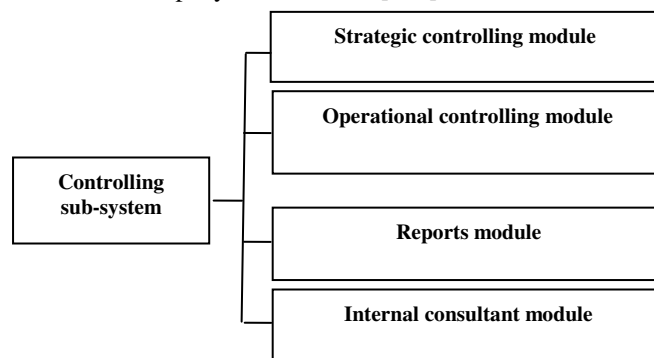 Strategic controlling module
Operational controlling module
Controlling
sub-system
Reports module
Internal consultant module